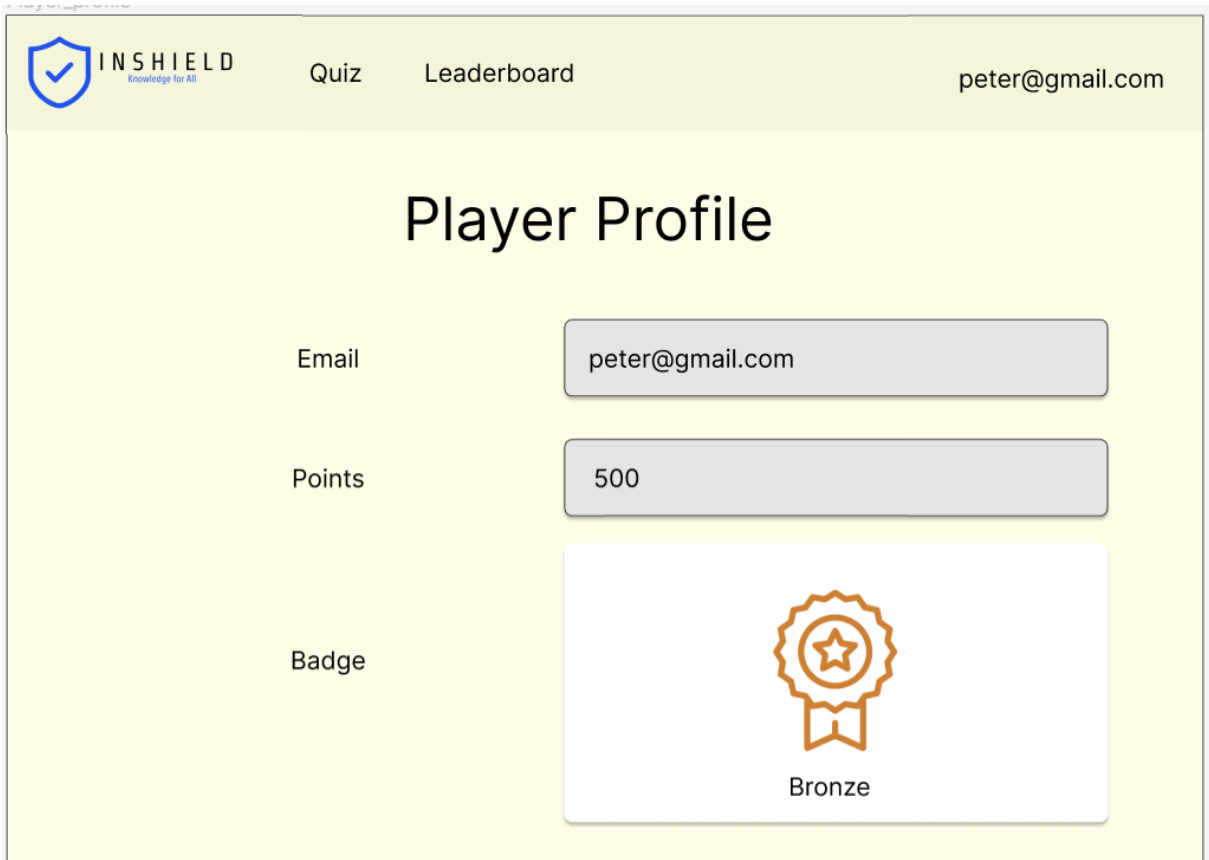 Player_profile
INSHIELD
Knowledge for All
Quiz
Leaderboard
peter@gmail.com
Player Profile
Email
peter@gmail.com
Points
500
Badge
Bronze